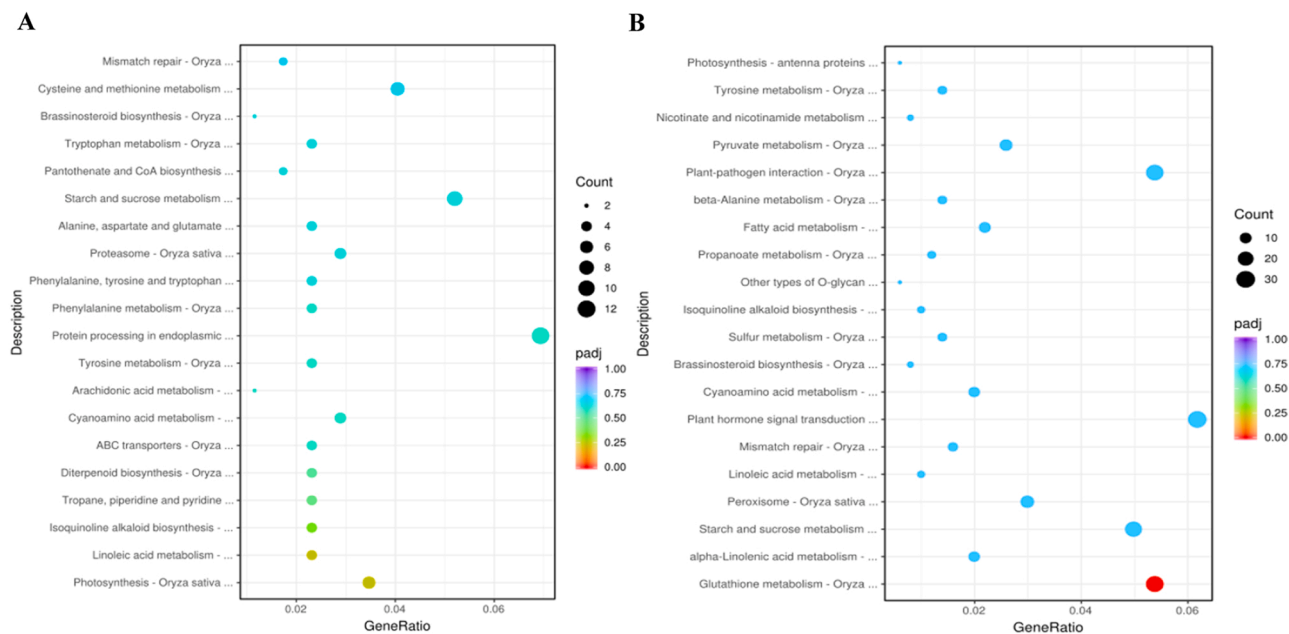 A
Mismatch repair - Oryza ...
Cysteine and methionine metabolism ...
Brassinosteroid biosynthesis - Oryza ...
Tryptophan metabolism - Oryza ...
Pantothenate and CoA biosynthesis ...
Starch and sucrose metabolism ...
Alanine, aspartate and glutamate ...
Proteasome - Oryza sativa ...
Phenylalanine, tyrosine and tryptophan ...
Phenylalanine metabolism - Oryza ...
Protein processing in endoplasmic ...
Tyrosine metabolism - Oryza ...
Arachidonic acid metabolism - ...
Cyanoamino acid metabolism - ...
ABC transporters - Oryza ...
Diterpenoid biosynthesis - Oryza ...
Tropane, piperidine and pyridine ...
Isoquinoline alkaloid biosynthesis - ...
Linoleic acid metabolism - ...
Photosynthesis - Oryza sativa ...
Description
0.02 0.04 0.06
GeneRatio
Count
2
4
6
8
10
12
padj
1.00
0.75
0.50
0.25
0.00
B
Photosynthesis - antenna proteins ...
Tyrosine metabolism - Oryza ...
Nicotinate and nicotinamide metabolism ...
Pyruvate metabolism - Oryza ...
Plant-pathogen interaction - Oryza ...
beta-Alanine metabolism - Oryza ...
Fatty acid metabolism - ...
Propanoate metabolism - Oryza ...
Other types of O-glycan ...
Isoquinoline alkaloid biosynthesis - ...
Sulfur metabolism - Oryza ...
Brassinosteroid biosynthesis - Oryza ...
Cyanoamino acid metabolism - ...
Plant hormone signal transduction ...
Mismatch repair - Oryza ...
Linoleic acid metabolism - ...
Peroxisome - Oryza sativa ...
Starch and sucrose metabolism ...
alpha-Linolenic acid metabolism - ...
Glutathione metabolism - Oryza ...
Description
0.02 0.04 0.06
GeneRatio
Count
10
20
30
padj
1.00
0.75
0.50
0.25
0.00